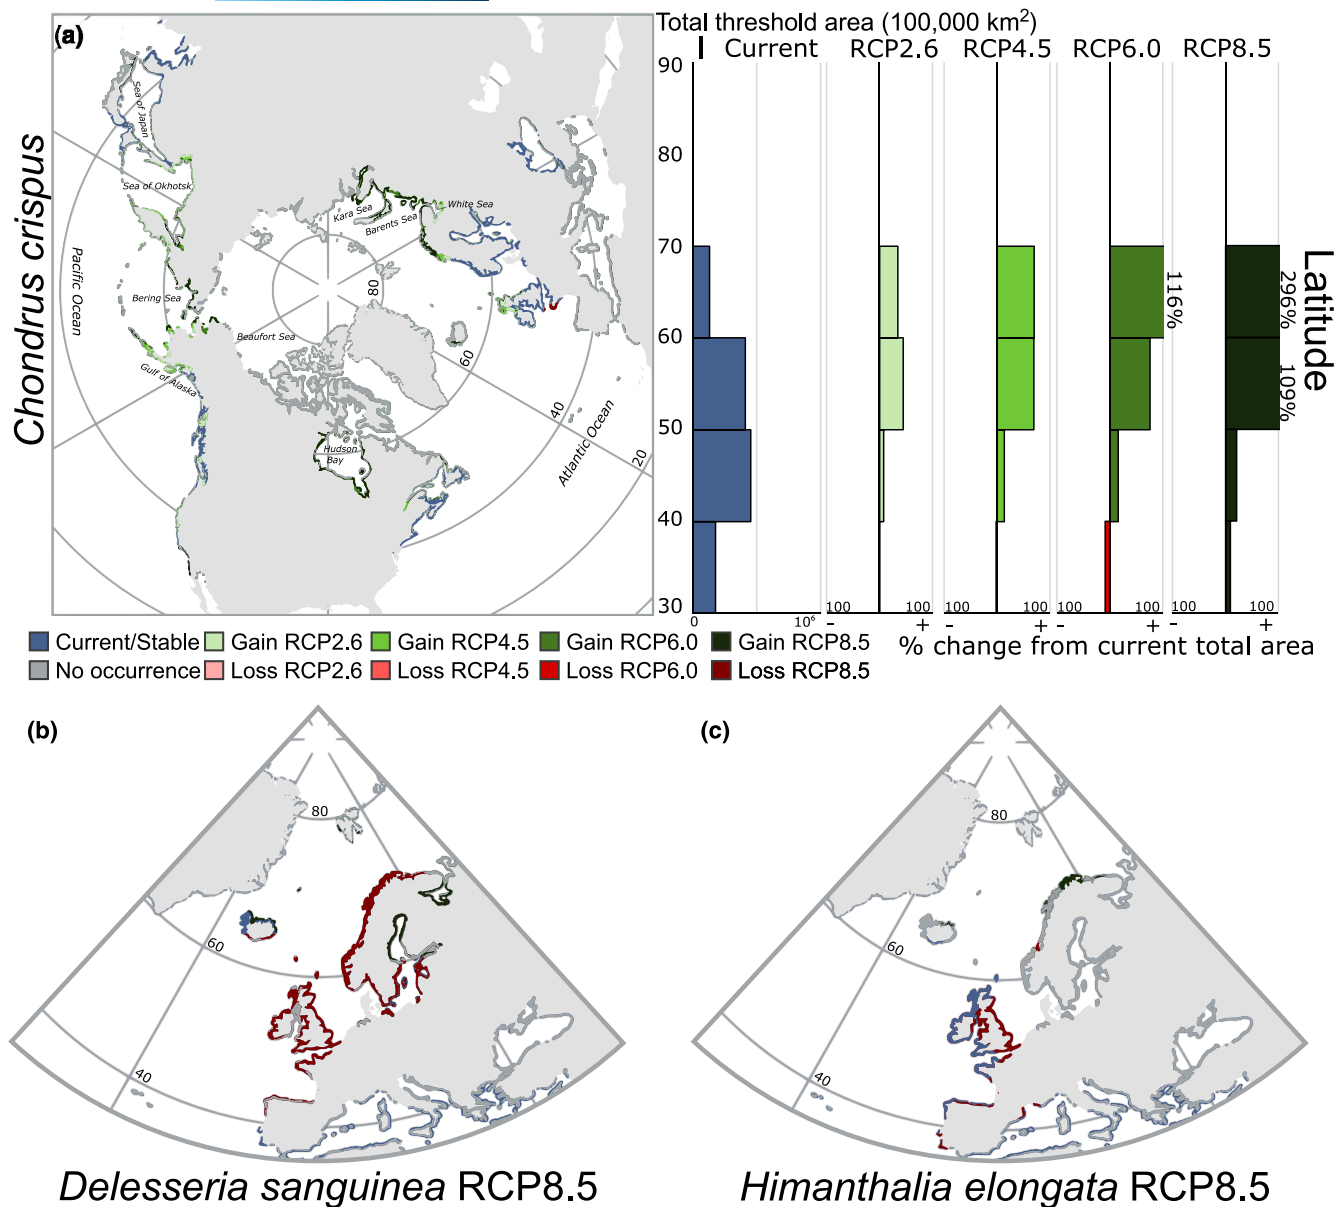 (a)
Chondrus crispus
Sea of Japan
Sea of Okhotsk
Pacific Ocean
Bering Sea
Gulf of Alaska
Beaufort Sea
Kara Sea
Barents Sea
White Sea
Hudson
Bay
Atlantic Ocean
80
60
40
20
Total threshold area (100,000 km²)
Current RCP2.6 RCP4.5 RCP6.0 RCP8.5
90
80
70
60
50
40
30
116%
296%
109%
Latitude
10⁶
100 100 100 100 100 100 100 100
- + - + - + - +
% change from current total area
Current/Stable Gain RCP2.6 Gain RCP4.5 Gain RCP6.0 Gain RCP8.5
No occurrence Loss RCP2.6 Loss RCP4.5 Loss RCP6.0 Loss RCP8.5
(b)
80
60
40
Delesseria sanguinea RCP8.5
(c)
80
60
40
Himanthalia elongata RCP8.5